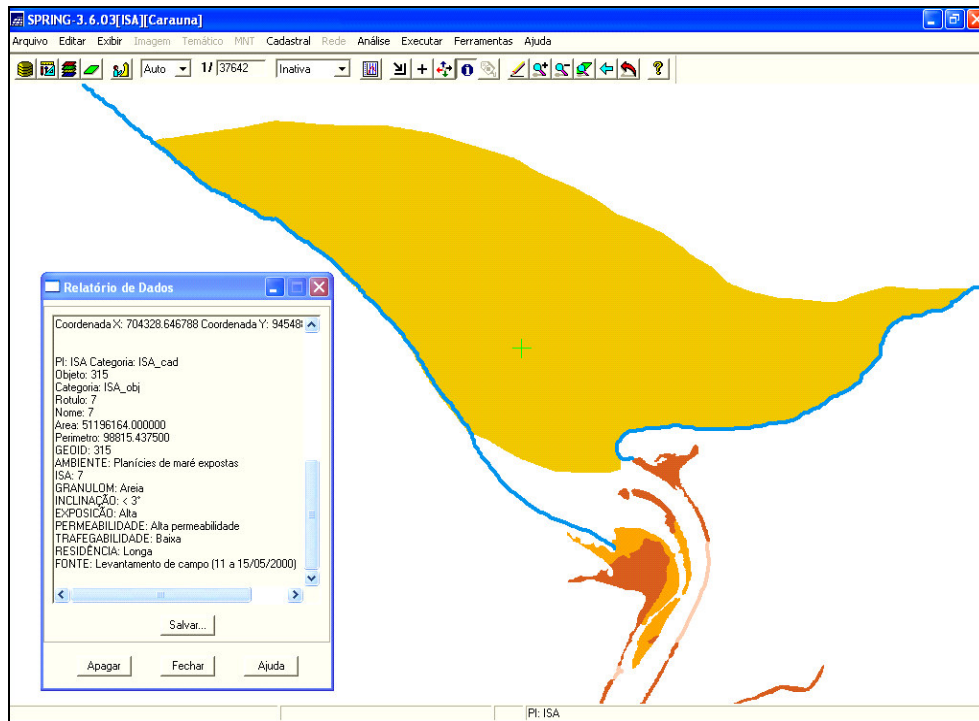 SPRING-3.6.03[ISA][Carauna]
Arquivo Editar Exibir Imagem Temático MNT Cadastral Rede Análise Executar Ferramentas Ajuda
Auto 1/ 37642 Inativa
Relatório de Dados
Coordenada X: 704328.646788 Coordenada Y: 94548
PI: ISA Categoria: ISA_cad
Objeto: 315
Categoria: ISA_obj
Rotulo: 7
Nome: 7
Area: 51196164.000000
Perimetro: 98815.437500
GEOID: 315
AMBIENTE: Planícies de maré expostas
ISA: 7
GRANULOM: Areia
INCLINAÇÃO: < 3°
EXPOSIÇÃO: Alta
PERMEABILIDADE: Alta permeabilidade
TRAFEGABILIDADE: Baixa
RESIDÊNCIA: Longa
FONTE: Levantamento de campo (11 a 15/05/2000)
Salvar...
Apagar Fechar Ajuda
PI: ISA